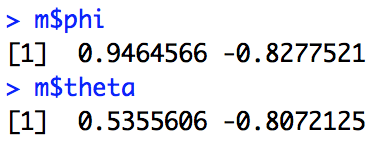 > m$phi
[1]  0.9464566 -0.8277521
> m$theta
[1]  0.5355606 -0.8072125